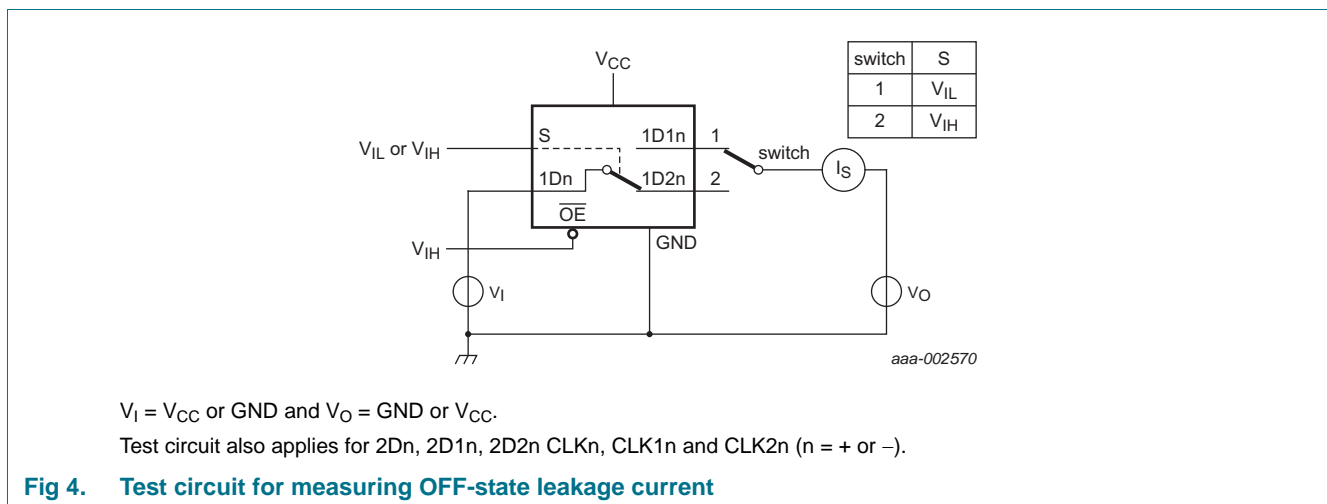 switch S
1 VIL
2 VIH
VCC
S 1D1n 1
VIL or VIH
switch
IS
1Dn 1D2n 2
OE
GND
VIH
VI
VO
aaa-002570
VI = VCC or GND and VO = GND or VCC.
Test circuit also applies for 2Dn, 2D1n, 2D2n CLKn, CLK1n and CLK2n (n = + or −).
Fig 4. Test circuit for measuring OFF-state leakage current